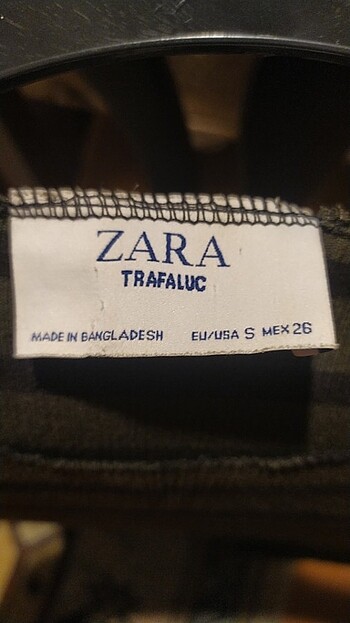 ZARA
TRAFALUC
MADE IN BANGLADESH EU/USA S MEX 26